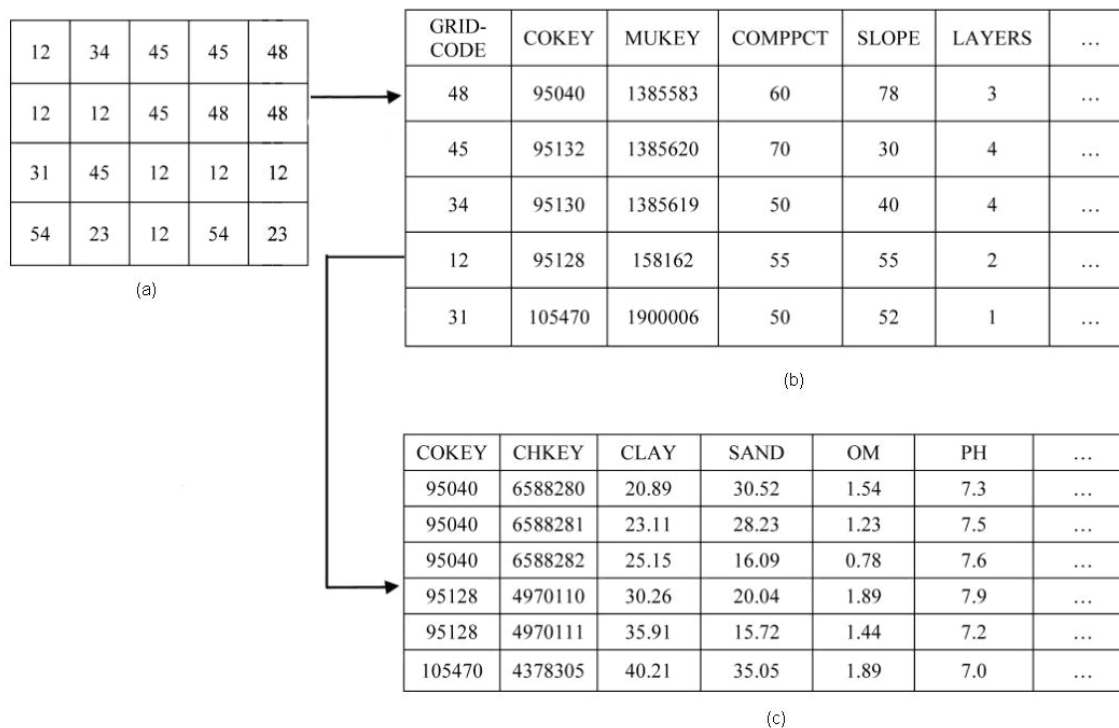 12 34 45 45 48
12 12 45 48 48
31 45 12 12 12
54 23 12 54 23
(a)
GRID-
CODE COKEY MUKEY COMPPCT SLOPE LAYERS ...
48 95040 1385583 60 78 3 ...
45 95132 1385620 70 30 4 ...
34 95130 1385619 50 40 4 ...
12 95128 158162 55 55 2 ...
31 105470 1900006 50 52 1 ...
(b)
COKEY CHKEY CLAY SAND OM PH ...
95040 6588280 20.89 30.52 1.54 7.3 ...
95040 6588281 23.11 28.23 1.23 7.5 ...
95040 6588282 25.15 16.09 0.78 7.6 ...
95128 4970110 30.26 20.04 1.89 7.9 ...
95128 4970111 35.91 15.72 1.44 7.2 ...
105470 4378305 40.21 35.05 1.89 7.0 ...
(c)